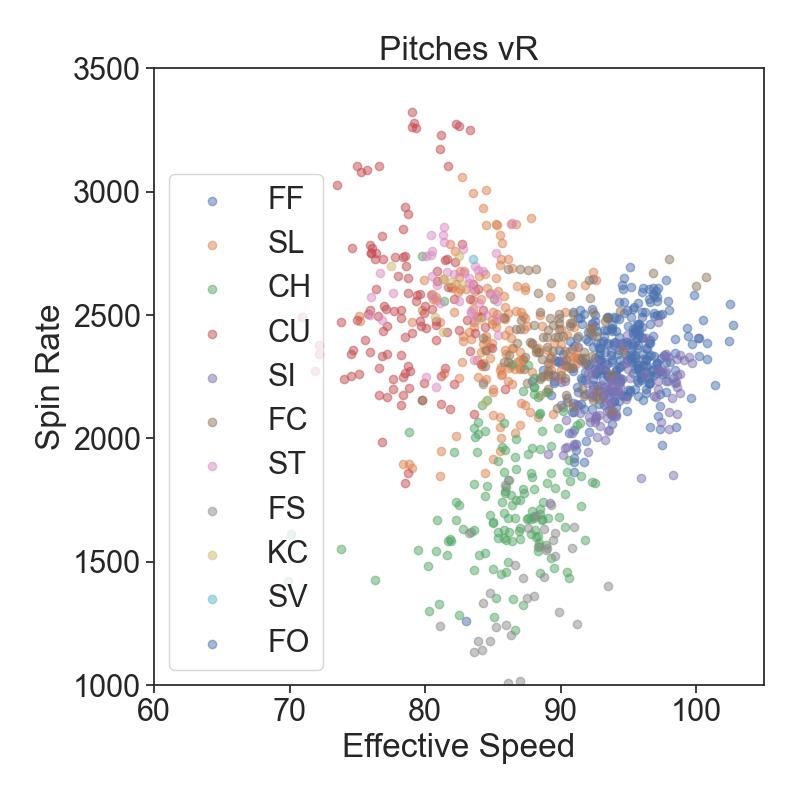 Pitches vR
3500
3000
2500
2000
1500
1000
Spin Rate
FF
SL
CH
CU
SI
FC
ST
FS
KC
SV
FO
60 70 80 90 100
Effective Speed